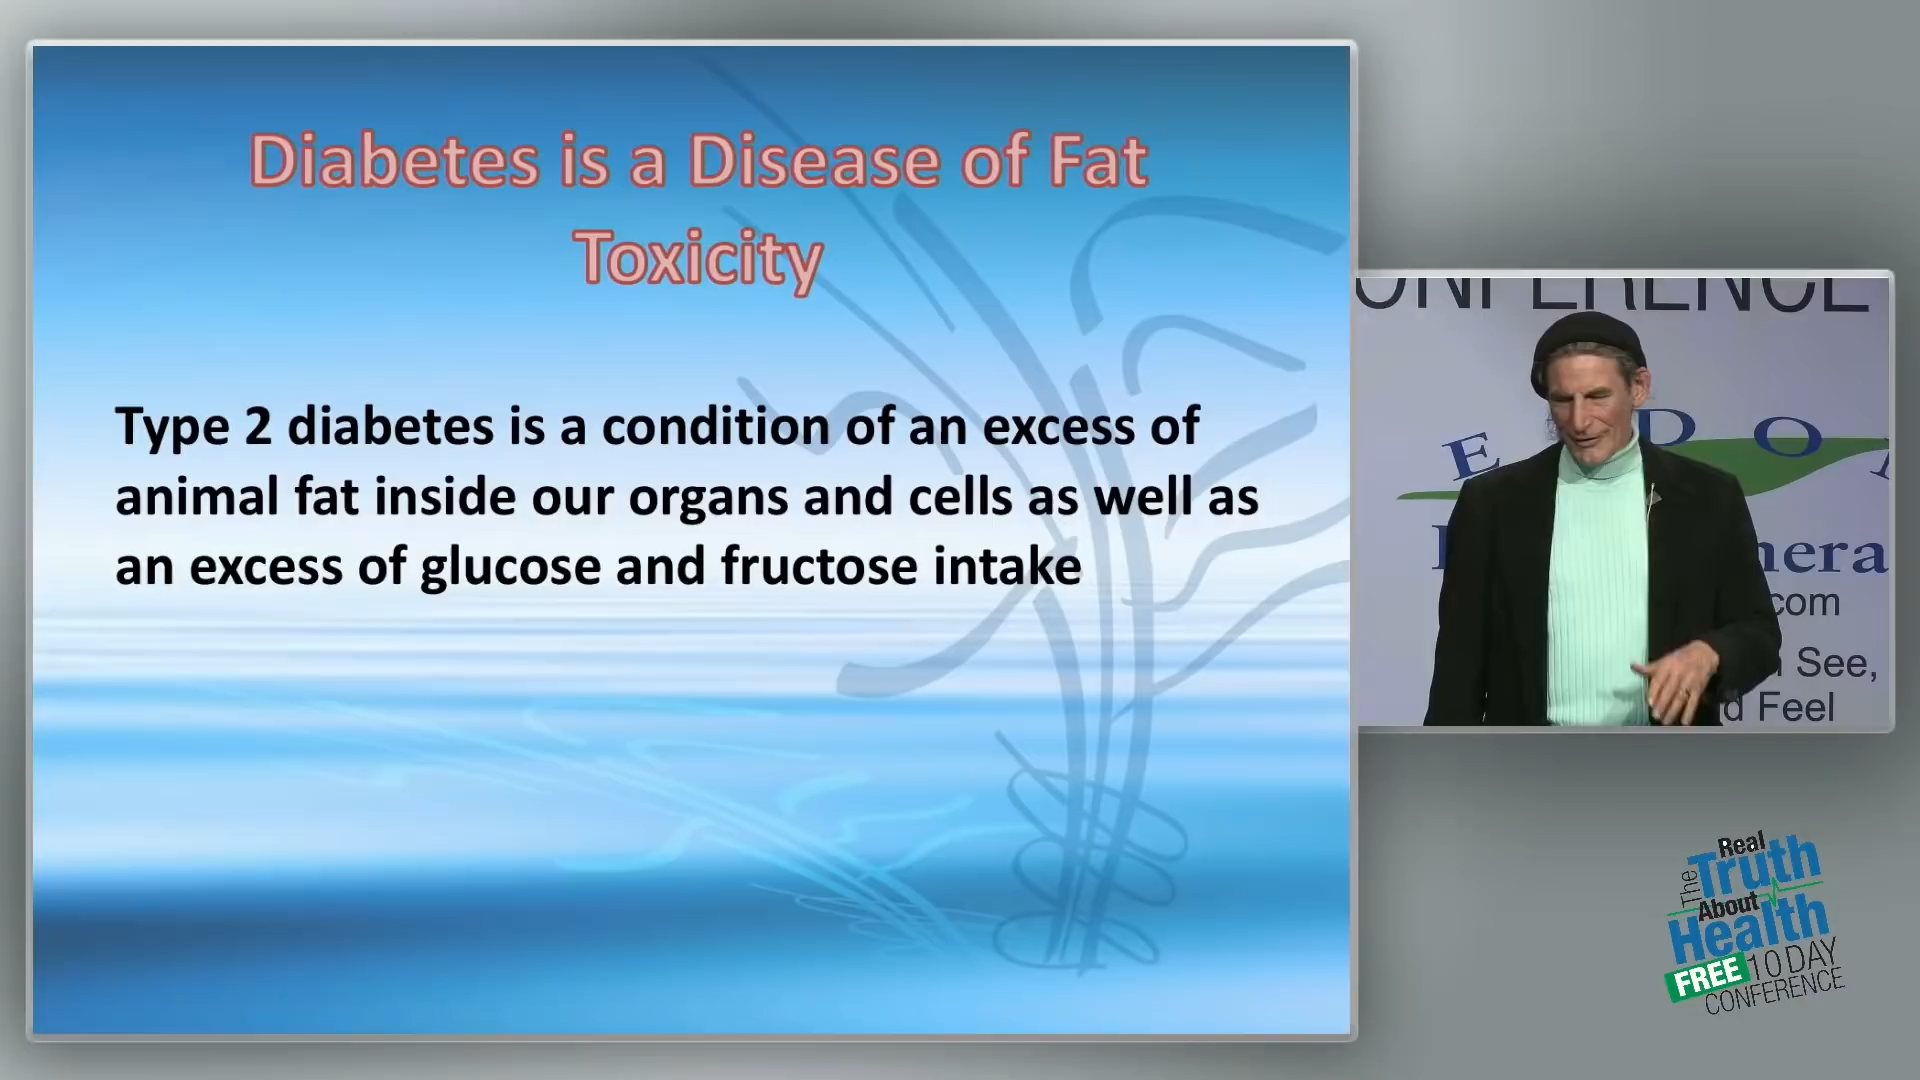 Diabetes is a Disease of Fat
Toxicity
Type 2 diabetes is a condition of an excess of
animal fat inside our organs and cells as well as
an excess of glucose and fructose intake
CONFERENCE
com
See,
Feel
The Real
Truth
About
Health
FREE 10 DAY
CONFERENCE